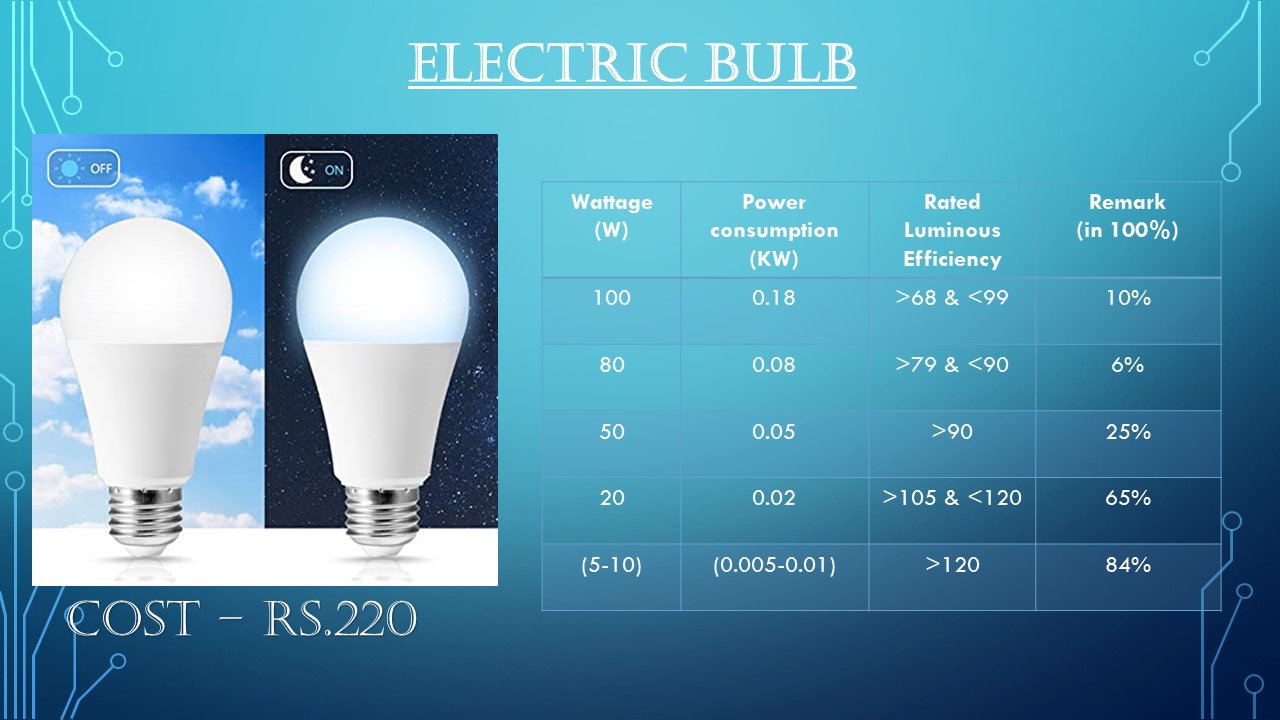 ELECTRIC BULB
OFF
ON
Wattage
(W)
Power
consumption
(KW)
Rated
Luminous
Efficiency
Remark
(in 100%)
100 0.18 >68 & <99 10%
80 0.08 >79 & <90 6%
50 0.05 >90 25%
20 0.02 >105 & <120 65%
(5-10) (0.005-0.01) >120 84%
COST – RS.220